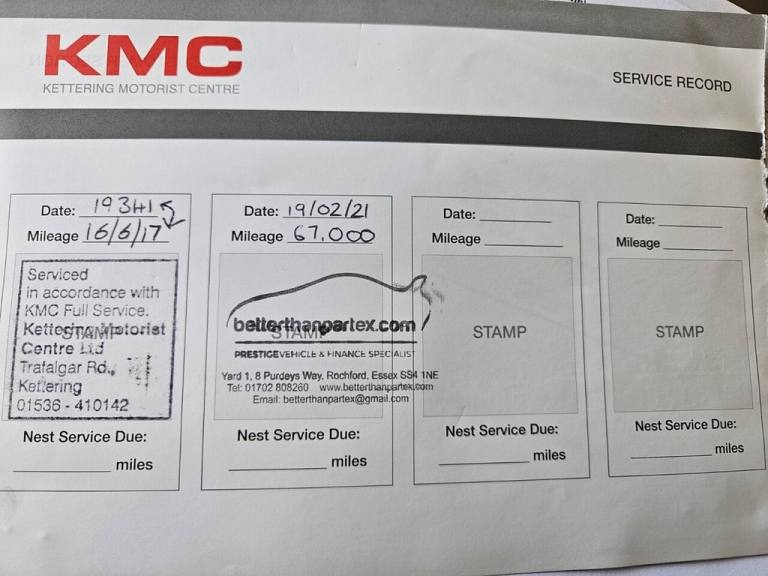 KMC
KETTERING MOTORIST CENTRE
SERVICE RECORD
Date: 19341
Mileage 16/6/17
Serviced
in accordance with
KMC Full Service.
Kettering Motorist
STAMP
Centre Ltd
Trafalgar Rd.,
Kettering
01536 - 410142
Nest Service Due:
miles
Date: 19/02/21
Mileage 67.000
betterthanpartex.com
STAMP
PRESTIGE VEHICLE & FINANCE SPECIALIST
Yard 1, 8 Purdeys Way, Rochford, Essex SS4 1NE
Tel: 01702 808260 www.betterthanpartex.com
Email: betterthanpartex@gmail.com
Nest Service Due:
miles
Date:
Mileage
STAMP
Nest Service Due:
miles
Date:
Mileage
STAMP
Nest Service Due:
miles